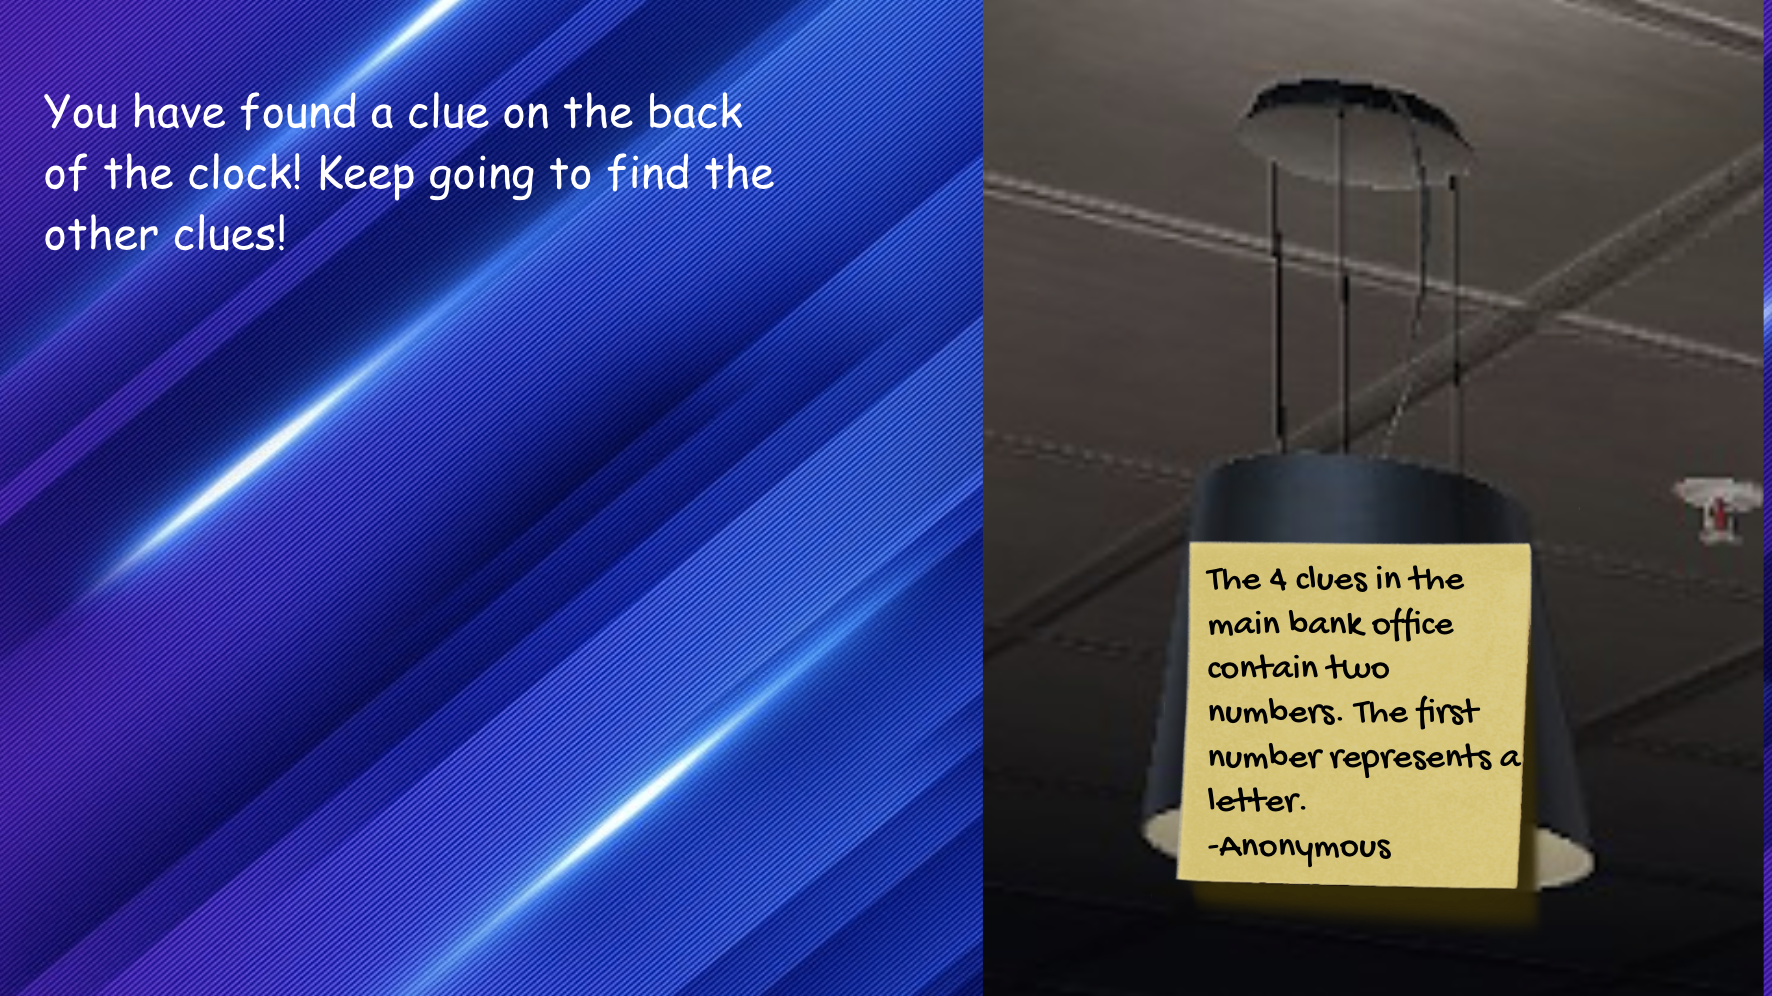 You have found a clue on the back
of the clock! Keep going to find the
other clues!
The 4 clues in the
main bank office
contain two
numbers. The first
number represents a
letter.
-Anonymous